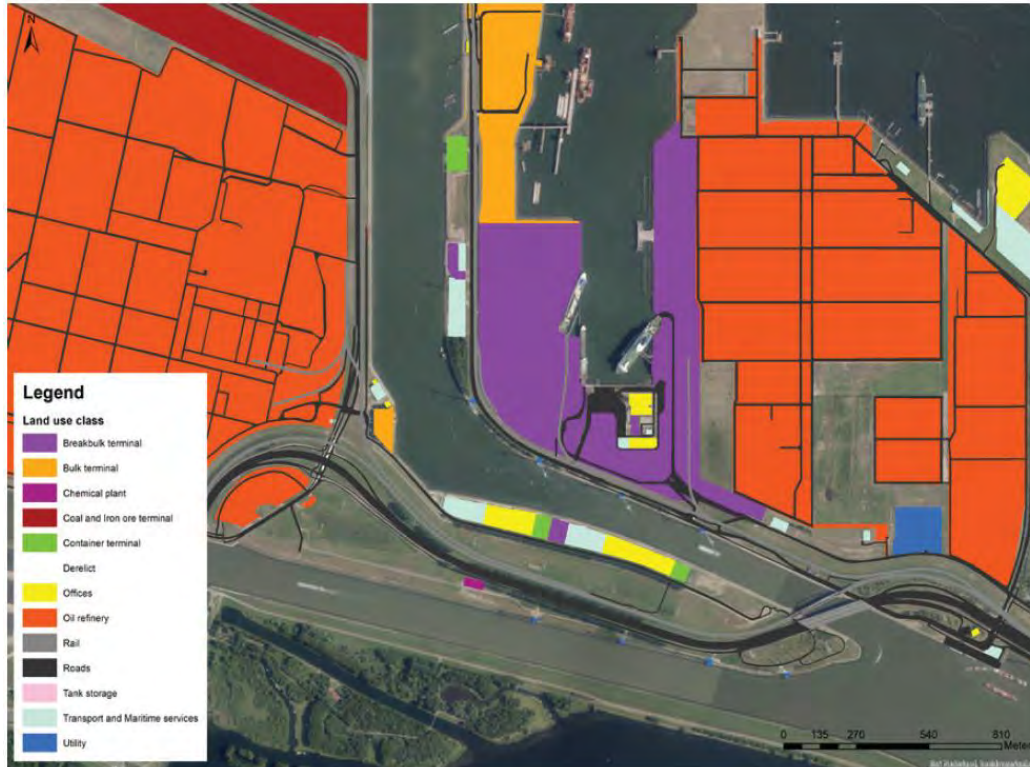 N
Legend
Land use class
Breakbulk terminal
Bulk terminal
Chemical plant
Coal and Iron ore terminal
Container terminal
Derelict
Offices
Oil refinery
Rail
Roads
Tank storage
Transport and Maritime services
Utility
0 135 270 540 810
Meters